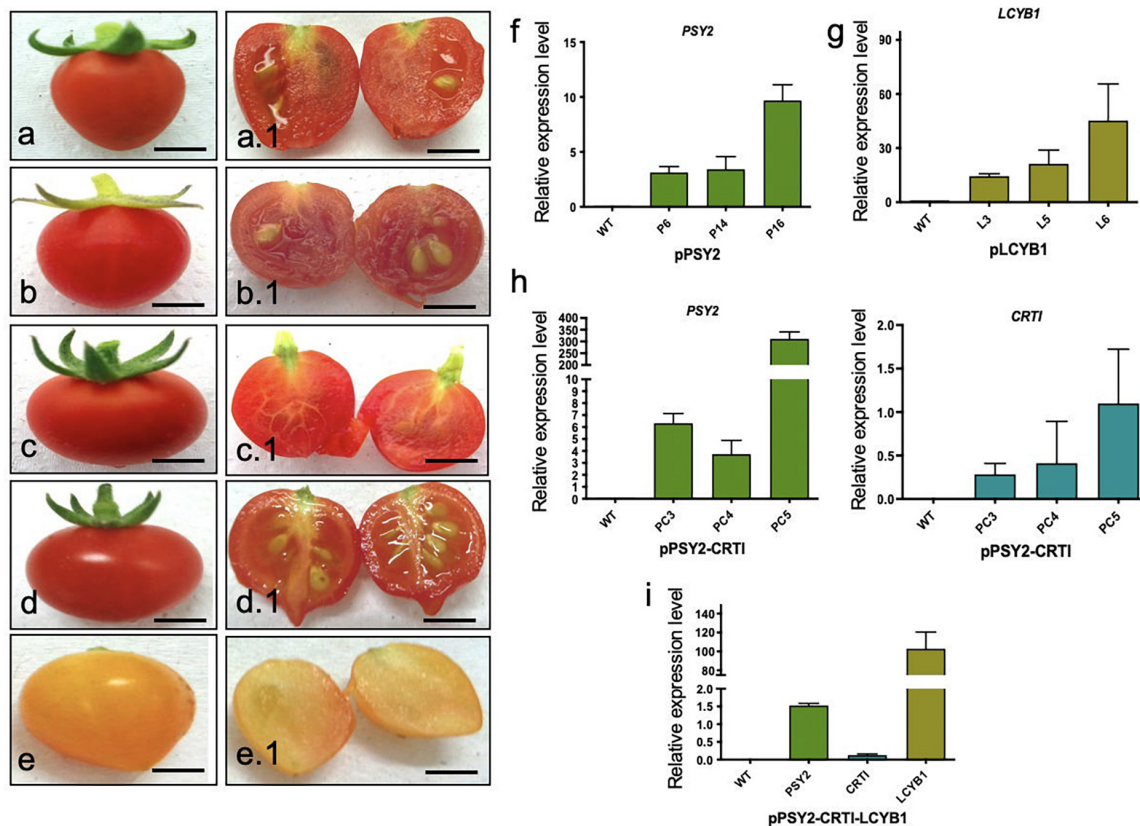 a
a.1
b
b.1
c
c.1
d
d.1
e
e.1
f
PSY2
Relative expression level
15
10
5
0
WT P6 P14 P16
pPSY2
g
LCYB1
Relative expression level
90
60
30
0
WT L3 L5 L6
pLCYB1
h
PSY2
Relative expression level
400
350
300
250
200
150
100
10
9
8
7
6
5
4
3
2
1
0
WT PC3 PC4 PC5
pPSY2-CRTI
CRTI
Relative expression level
2.0
1.5
1.0
0.5
0.0
WT PC3 PC4 PC5
pPSY2-CRTI
i
Relative expression level
140
120
100
80
2.0
1.5
1.0
0.5
0.0
WT PSY2 CRTI LCYB1
pPSY2-CRTI-LCYB1